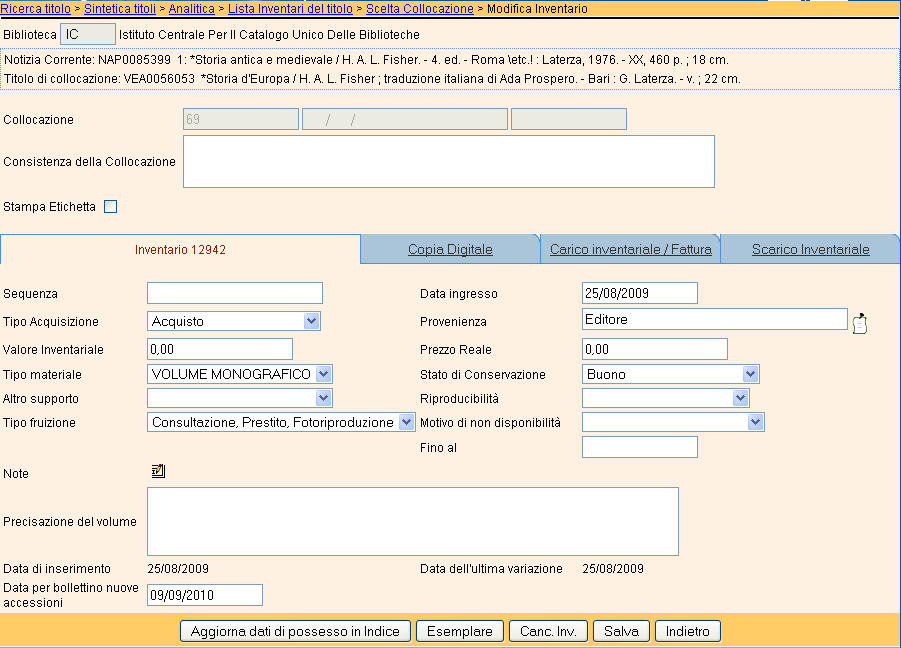 Ricerca titolo > Sintetica titoli > Analitica > Lista Inventari del titolo > Scelta Collocazione > Modifica Inventario
Biblioteca IC Istituto Centrale Per Il Catalogo Unico Delle Biblioteche
Notizia Corrente: NAP0085399 1: *Storia antica e medievale / H. A. L. Fisher. - 4. ed. - Roma \etc.! : Laterza, 1976. - XX, 460 p. ; 18 cm.
Titolo di collocazione: VEA0056053 *Storia d'Europa / H. A. L. Fisher ; traduzione italiana di Ada Prospero. - Bari : G. Laterza. - v. ; 22 cm.
Collocazione 69 / /
Consistenza della Collocazione
Stampa Etichetta
Inventario 12942 Copia Digitale Carico inventariale / Fattura Scarico Inventariale
Sequenza Data ingresso 25/08/2009
Tipo Acquisizione Acquisto Provenienza Editore
Valore Inventariale 0,00 Prezzo Reale 0,00
Tipo materiale VOLUME MONOGRAFICO Stato di Conservazione Buono
Altro supporto Riproducibilità
Tipo fruizione Consultazione, Prestito, Fotoriproduzione Motivo di non disponibilità
Fino al
Note
Precisazione del volume
Data di inserimento 25/08/2009 Data dell'ultima variazione 25/08/2009
Data per bollettino nuove
accessioni 09/09/2010
Aggiorna dati di possesso in Indice Esemplare Canc. Inv. Salva Indietro